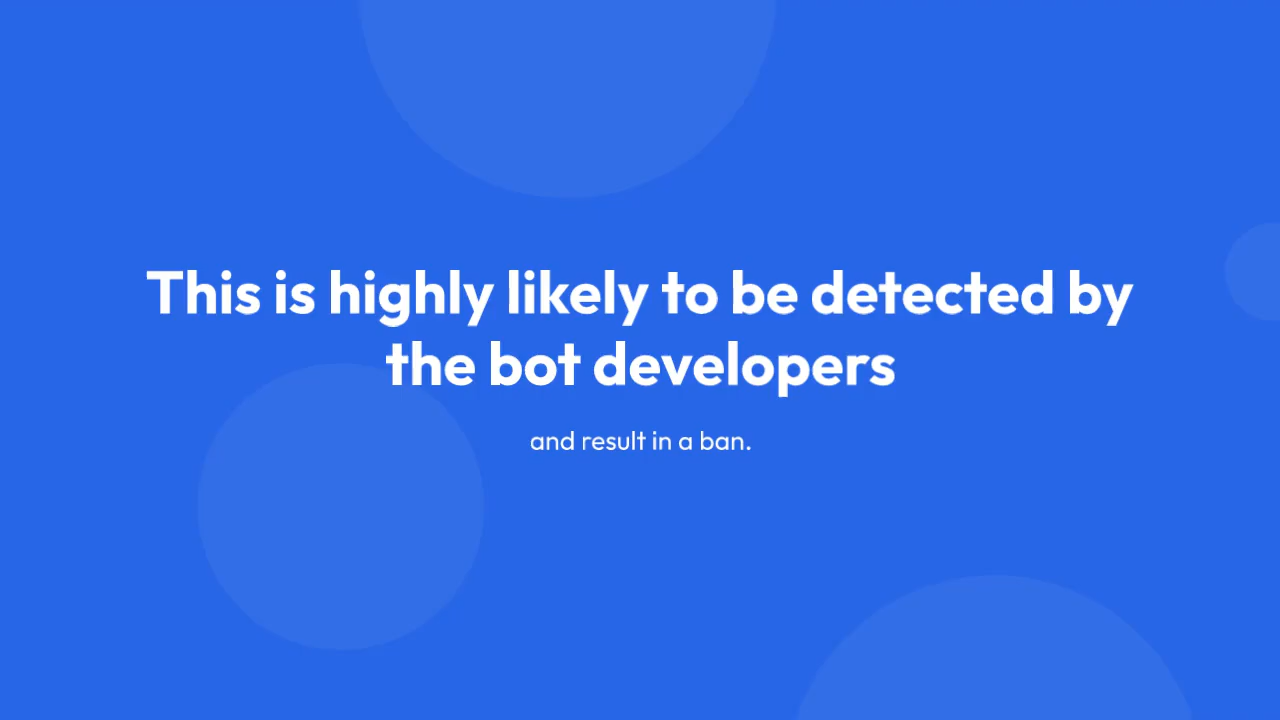 This is highly likely to be detected by
the bot developers
and result in a ban.